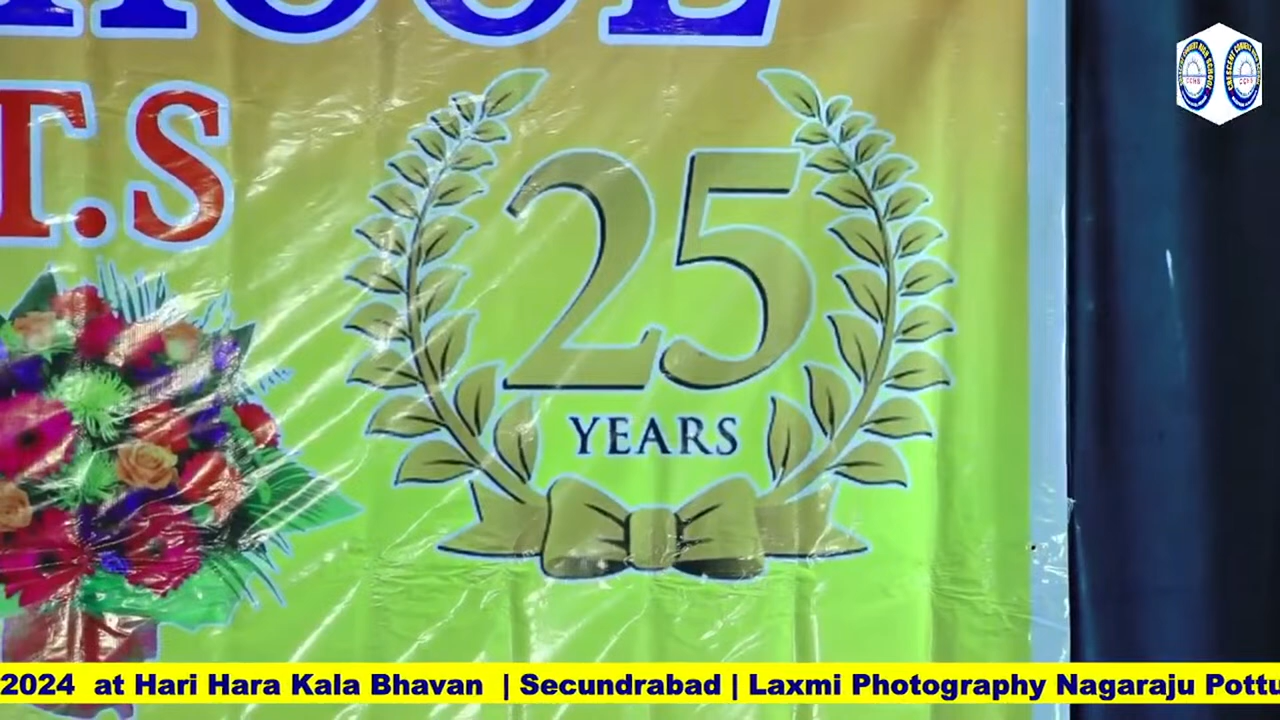 T.S
25
YEARS
2024 at Hari Hara Kala Bhavan | Secundrabad | Laxmi Photography Nagaraju Pottu